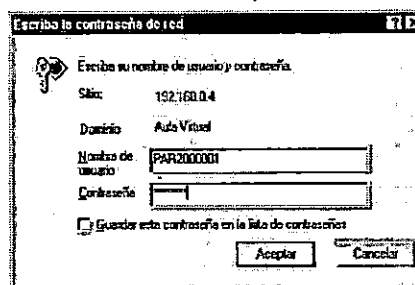 Escriba la contraseña de red
Escriba su nombre de usuario y contraseña.
Sitio: 192.168.0.4
Dominio Aula Virtual
Nombre de usuario PAR2000001
Contraseña
Guardar esta contraseña en la lista de contraseñas
Aceptar Cancelar